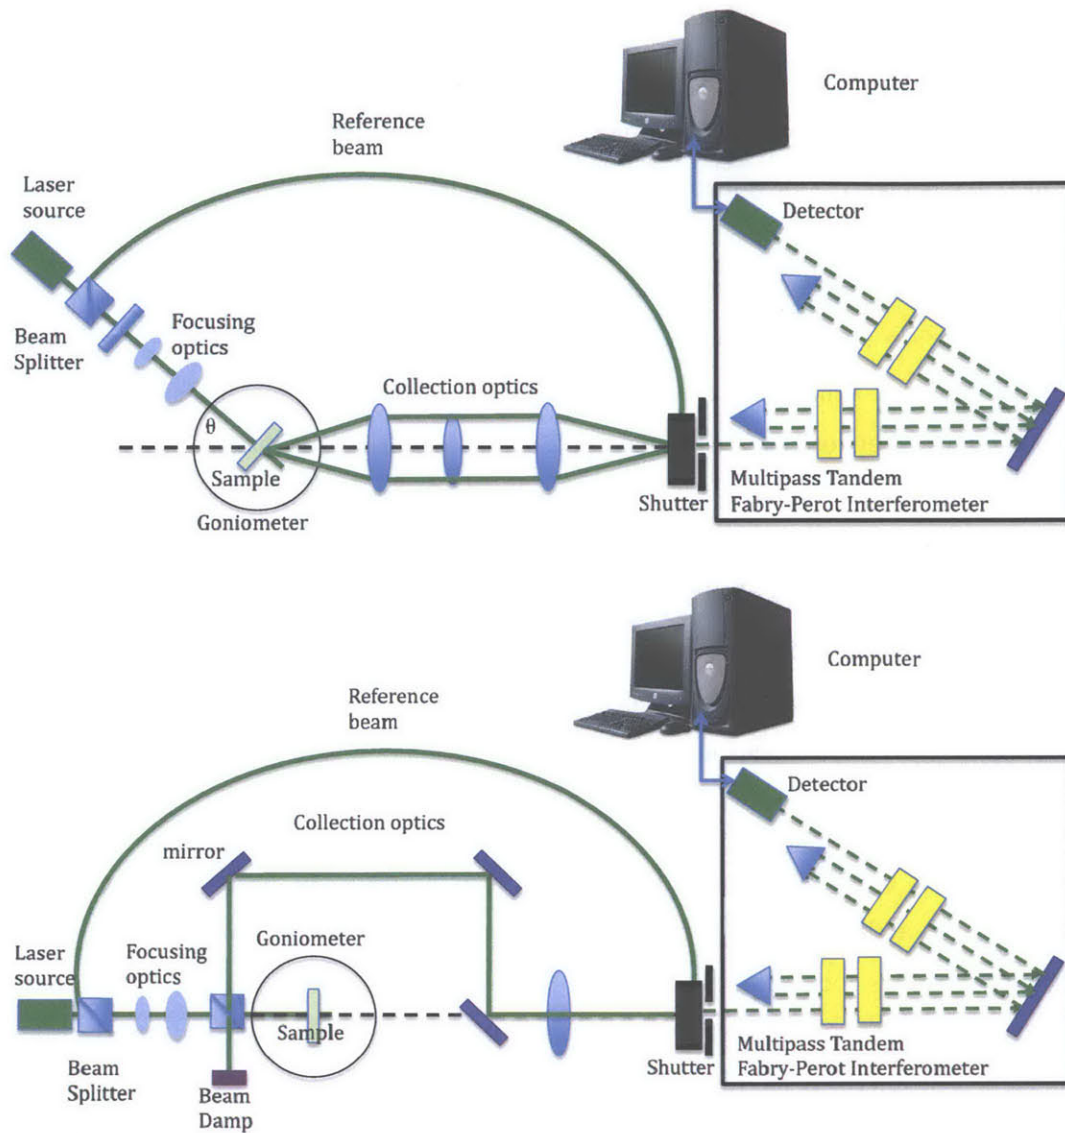 Computer
Reference
beam
Laser
source
Detector
Focusing
optics
Beam
Splitter
Collection optics
θ
Sample
Goniometer
Shutter
Multipass Tandem
Fabry-Perot Interferometer
Computer
Reference
beam
Detector
Collection optics
mirror
Goniometer
Laser
source
Focusing
optics
Sample
Beam
Splitter
Beam
Damp
Shutter
Multipass Tandem
Fabry-Perot Interferometer